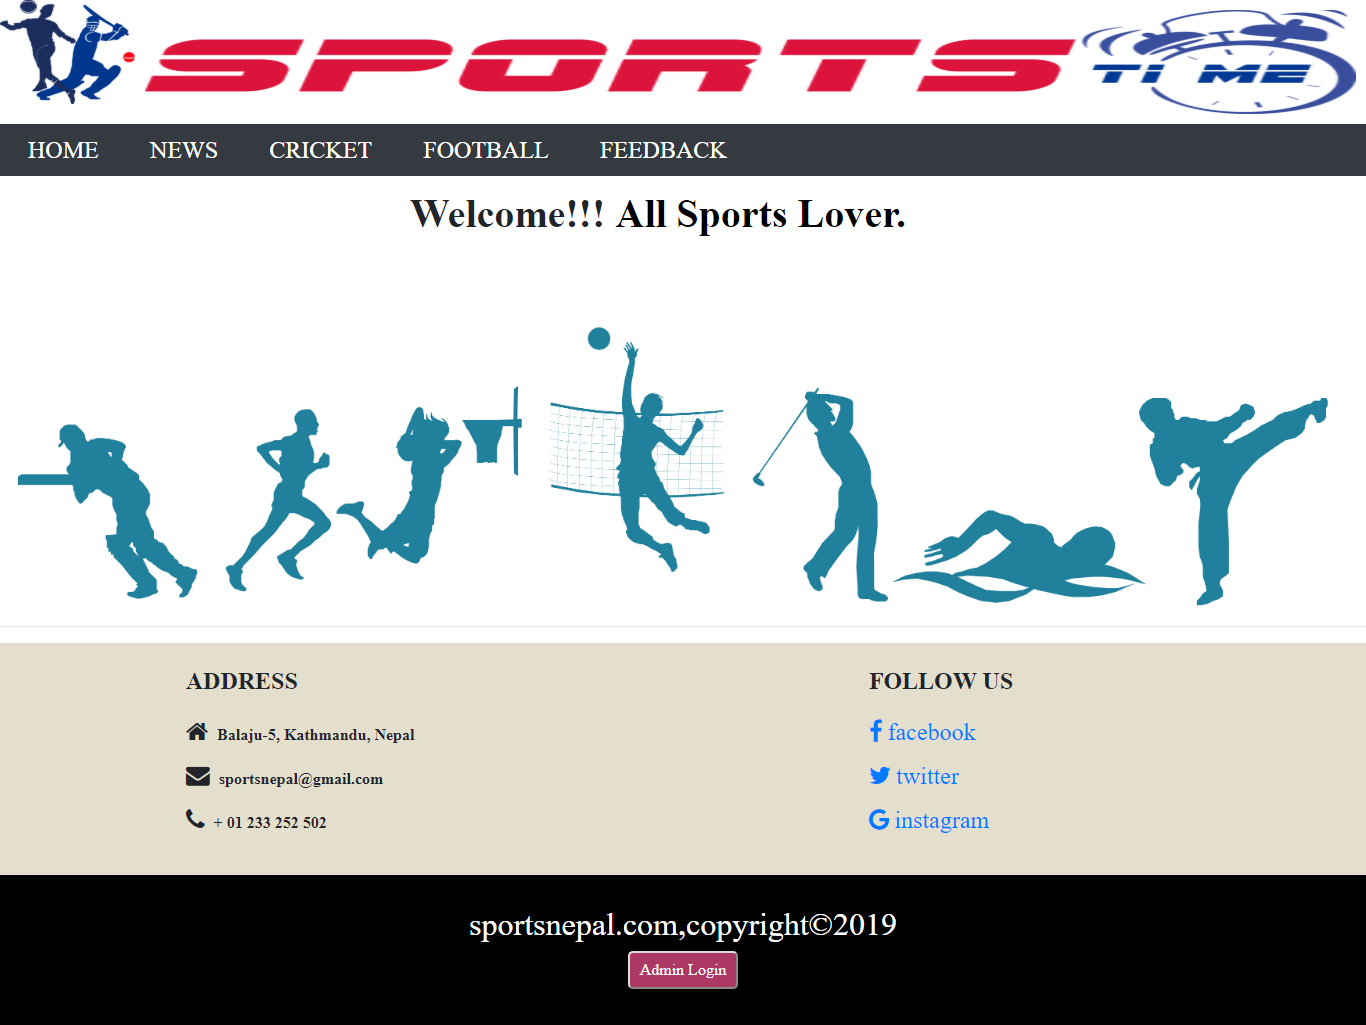 SPORTS TIME
HOME NEWS CRICKET FOOTBALL FEEDBACK
Welcome!!! All Sports Lover.
ADDRESS
Balaju-5, Kathmandu, Nepal
sportsnepal@gmail.com
+ 01 233 252 502
FOLLOW US
facebook
twitter
instagram
sportsnepal.com,copyright©2019
Admin Login